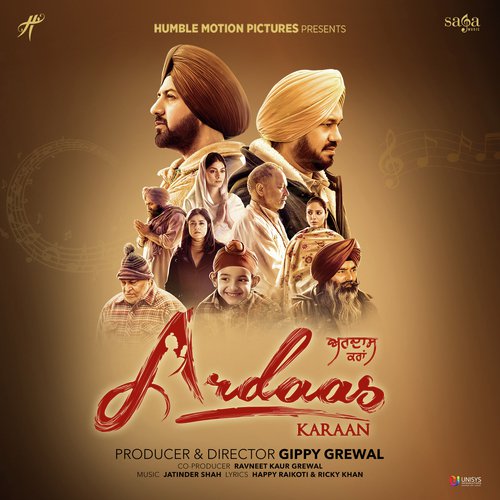 HUMBLE MOTION PICTURES PRESENTS
saga
MUSIC
ਅਰਦਾਸ
ਕਰਾਂ
Ardaas
KARAAN
PRODUCER & DIRECTOR GIPPY GREWAL
CO-PRODUCER RAVNEET KAUR GREWAL
MUSIC: JATINDER SHAH LYRICS HAPPY RAIKOTI & RICKY KHAN
UNISYS